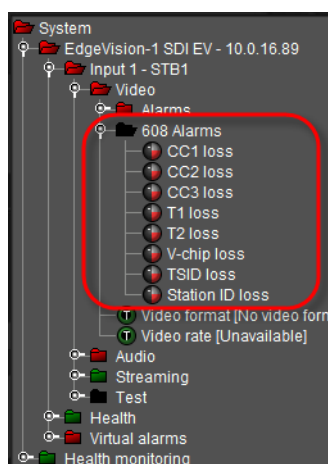 System
EdgeVision-1 SDI EV - 10.0.16.89
Input 1 - STB1
Video
Alarms
608 Alarms
CC1 loss
CC2 loss
CC3 loss
T1 loss
T2 loss
V-chip loss
TSID loss
Station ID loss
T Video format [No video forn
T Video rate [Unavailable]
Audio
Streaming
Test
Health
Virtual alarms
Health monitoring